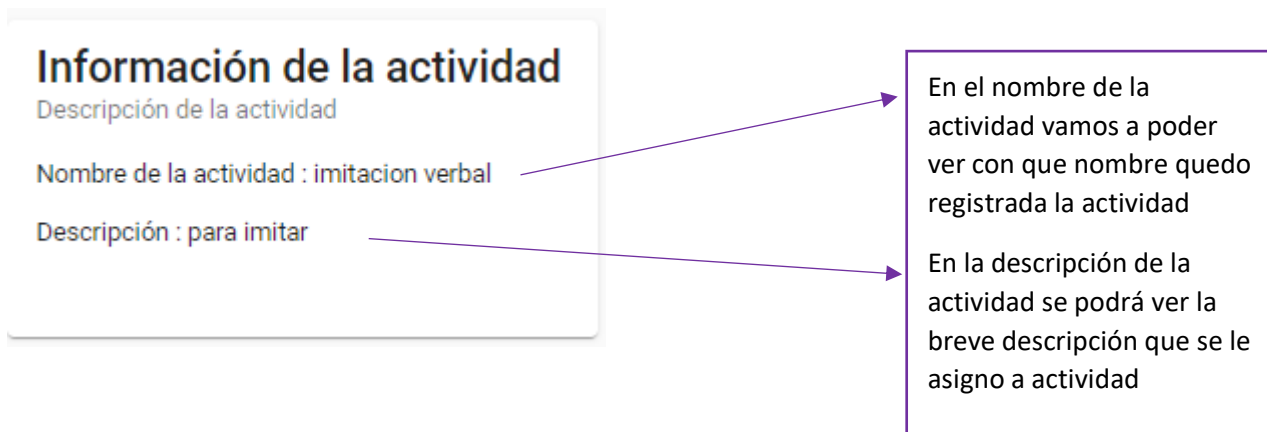 Información de la actividad
Descripción de la actividad
Nombre de la actividad : imitacion verbal
Descripción : para imitar
En el nombre de la
actividad vamos a poder
ver con que nombre quedo
registrada la actividad
En la descripción de la
actividad se podrá ver la
breve descripción que se le
asigno a actividad